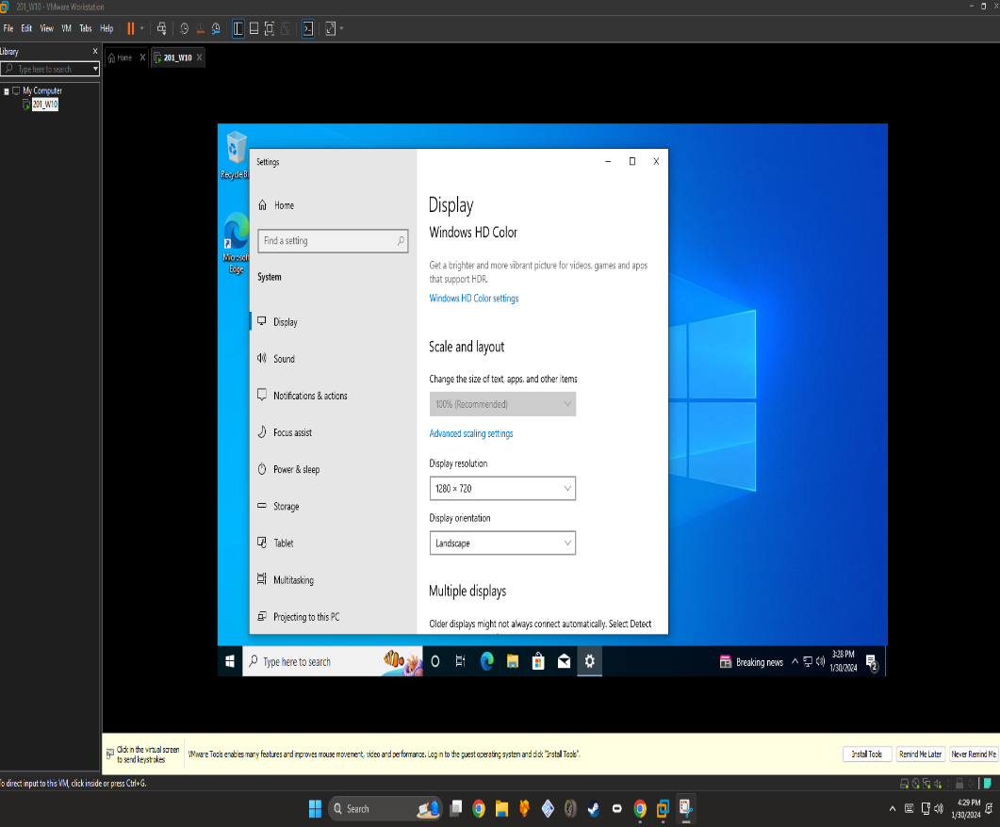 201_W10 - VMware Workstation
File Edit View VM Tabs Help
Library
Type here to search
My Computer
201_W10
Home
201_W10
Recycle Bi
Microsoft
Edge
Settings
Home
Find a setting
System
Display
Sound
Notifications & actions
Focus assist
Power & sleep
Storage
Tablet
Multitasking
Projecting to this PC
Display
Windows HD Color
Get a brighter and more vibrant picture for videos, games and apps
that support HDR.
Windows HD Color settings
Scale and layout
Change the size of text, apps, and other items
100% (Recommended)
Advanced scaling settings
Display resolution
1280 × 720
Display orientation
Landscape
Multiple displays
Older displays might not always connect automatically. Select Detect
Type here to search
Breaking news
3:28 PM
1/30/2024
2
Click in the virtual screen
to send keystrokes
VMware Tools enables many features and improves mouse movement, video and performance. Log in to the guest operating system and click "Install Tools".
Install Tools
Remind Me Later
Never Remind Me
To direct input to this VM, click inside or press Ctrl+G.
Search
4:29 PM
1/30/2024